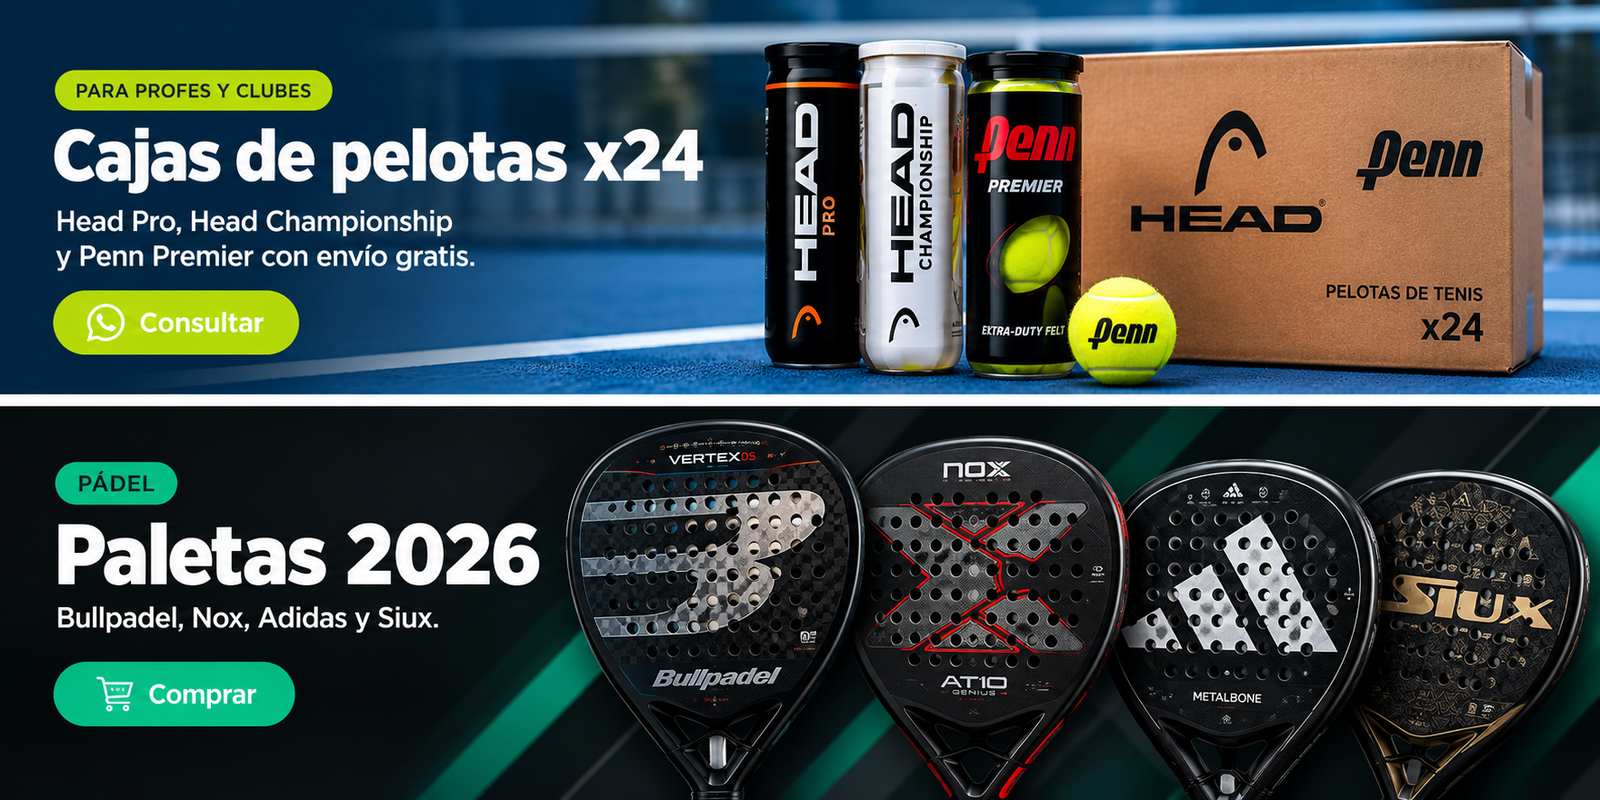 PARA PROFES Y CLUBES
Cajas de pelotas x24
Head Pro, Head Championship
y Penn Premier con envío gratis.
Consultar
HEAD
PRO
HEAD
CHAMPIONSHIP
Penn
PREMIER
EXTRA-DUTY FELT
Penn
HEAD®
Penn
PELOTAS DE TENIS
x24
PÁDEL
Paletas 2026
Bullpadel, Nox, Adidas y Siux.
Comprar
VERTEX05
Bullpadel
NOX
AT10
GENIUS
METALBONE
SIUX